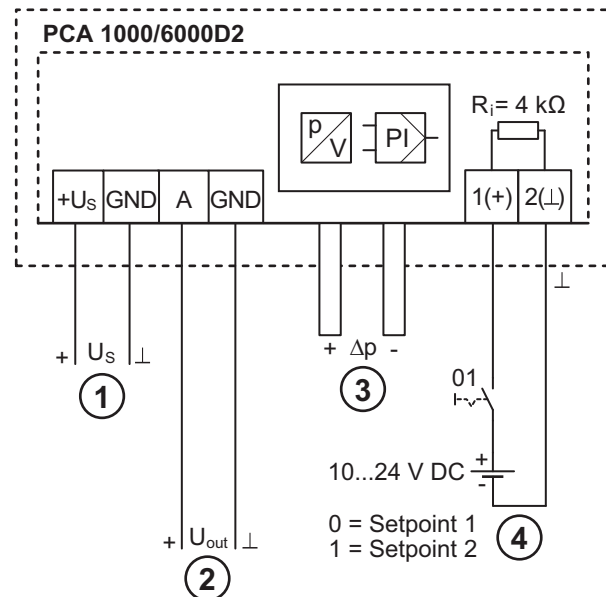 PCA 1000/6000D2
Ri= 4 kΩ
p
V
PI
+Us GND A GND
1(+) 2(⊥)
⊥
+ Us ⊥
1
+ Δp -
3
01
+
10...24 V DC
-
0 = Setpoint 1
1 = Setpoint 2
4
+ Uout ⊥
2